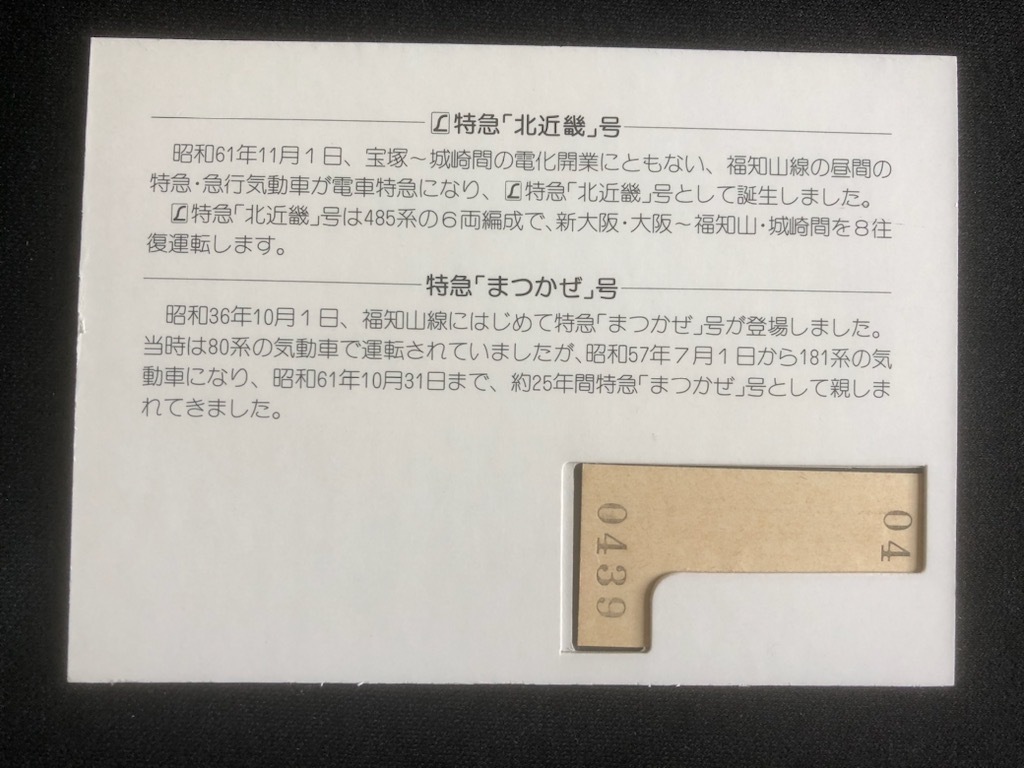 L特急「北近畿」号
昭和61年11月1日、宝塚～城崎間の電化開業にともない、福知山線の昼間の
特急・急行気動車が電車特急になり、L特急「北近畿」号として誕生しました。
L特急「北近畿」号は485系の6両編成で、新大阪・大阪～福知山・城崎間を8往
復運転します。
特急「まつかぜ」号
昭和36年10月1日、福知山線にはじめて特急「まつかぜ」号が登場しました。
当時は80系の気動車で運転されていましたが、昭和57年7月1日から181系の気
動車になり、昭和61年10月31日まで、約25年間特急「まつかぜ」号として親しま
れてきました。
0439
04